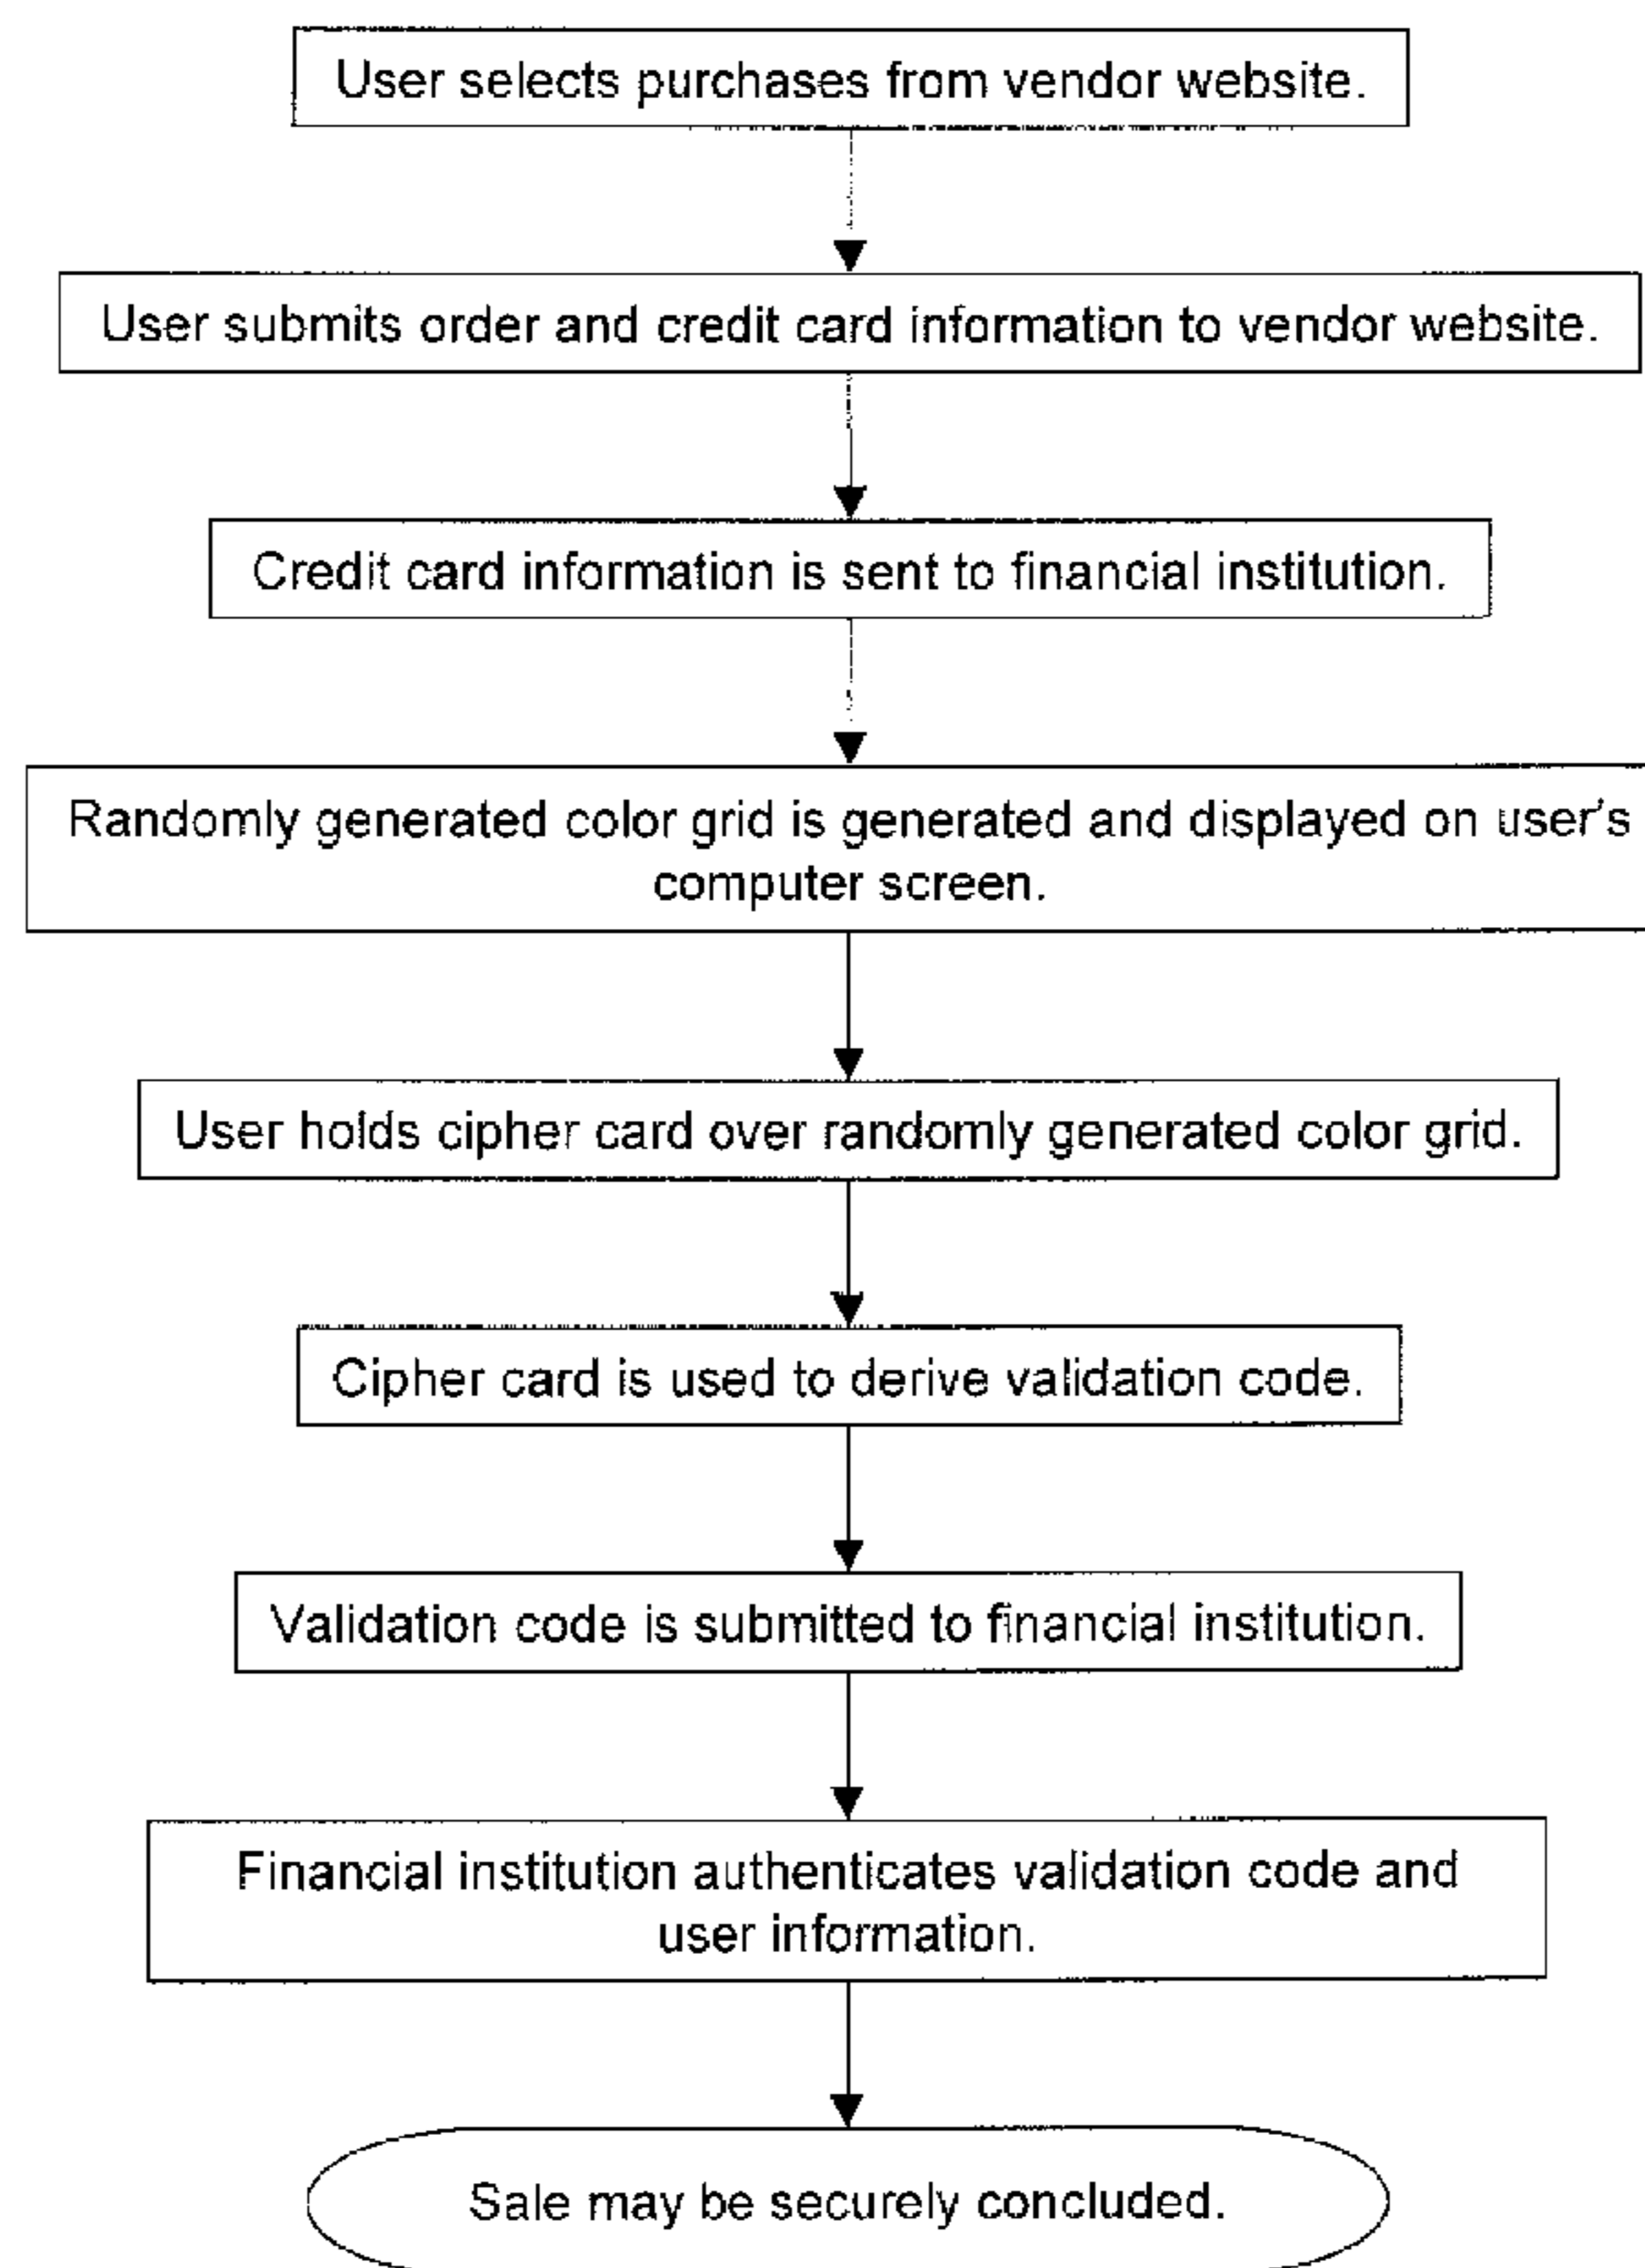 User selects purchases from vendor website.
User submits order and credit card information to vendor website.
Credit card information is sent to financial institution.
Randomly generated color grid is generated and displayed on user's
computer screen.
User holds cipher card over randomly generated color grid.
Cipher card is used to derive validation code.
Validation code is submitted to financial institution.
Financial institution authenticates validation code and
user information.
Sale may be securely concluded.